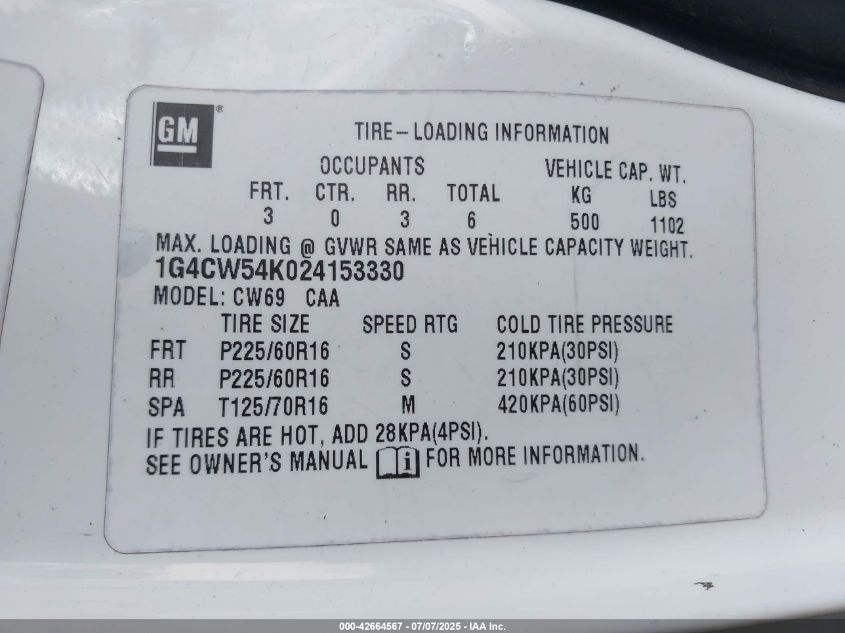 GM ®
TIRE–LOADING INFORMATION
OCCUPANTS VEHICLE CAP. WT.
FRT. CTR. RR. TOTAL KG LBS
3 0 3 6 500 1102
MAX. LOADING @ GVWR SAME AS VEHICLE CAPACITY WEIGHT.
1G4CW54K024153330
MODEL: CW69 CAA
TIRE SIZE SPEED RTG COLD TIRE PRESSURE
FRT P225/60R16 S 210KPA(30PSI)
RR P225/60R16 S 210KPA(30PSI)
SPA T125/70R16 M 420KPA(60PSI)
IF TIRES ARE HOT, ADD 28KPA(4PSI).
SEE OWNER'S MANUAL i FOR MORE INFORMATION.
000-42664567 - 07/07/2025 - IAA Inc.